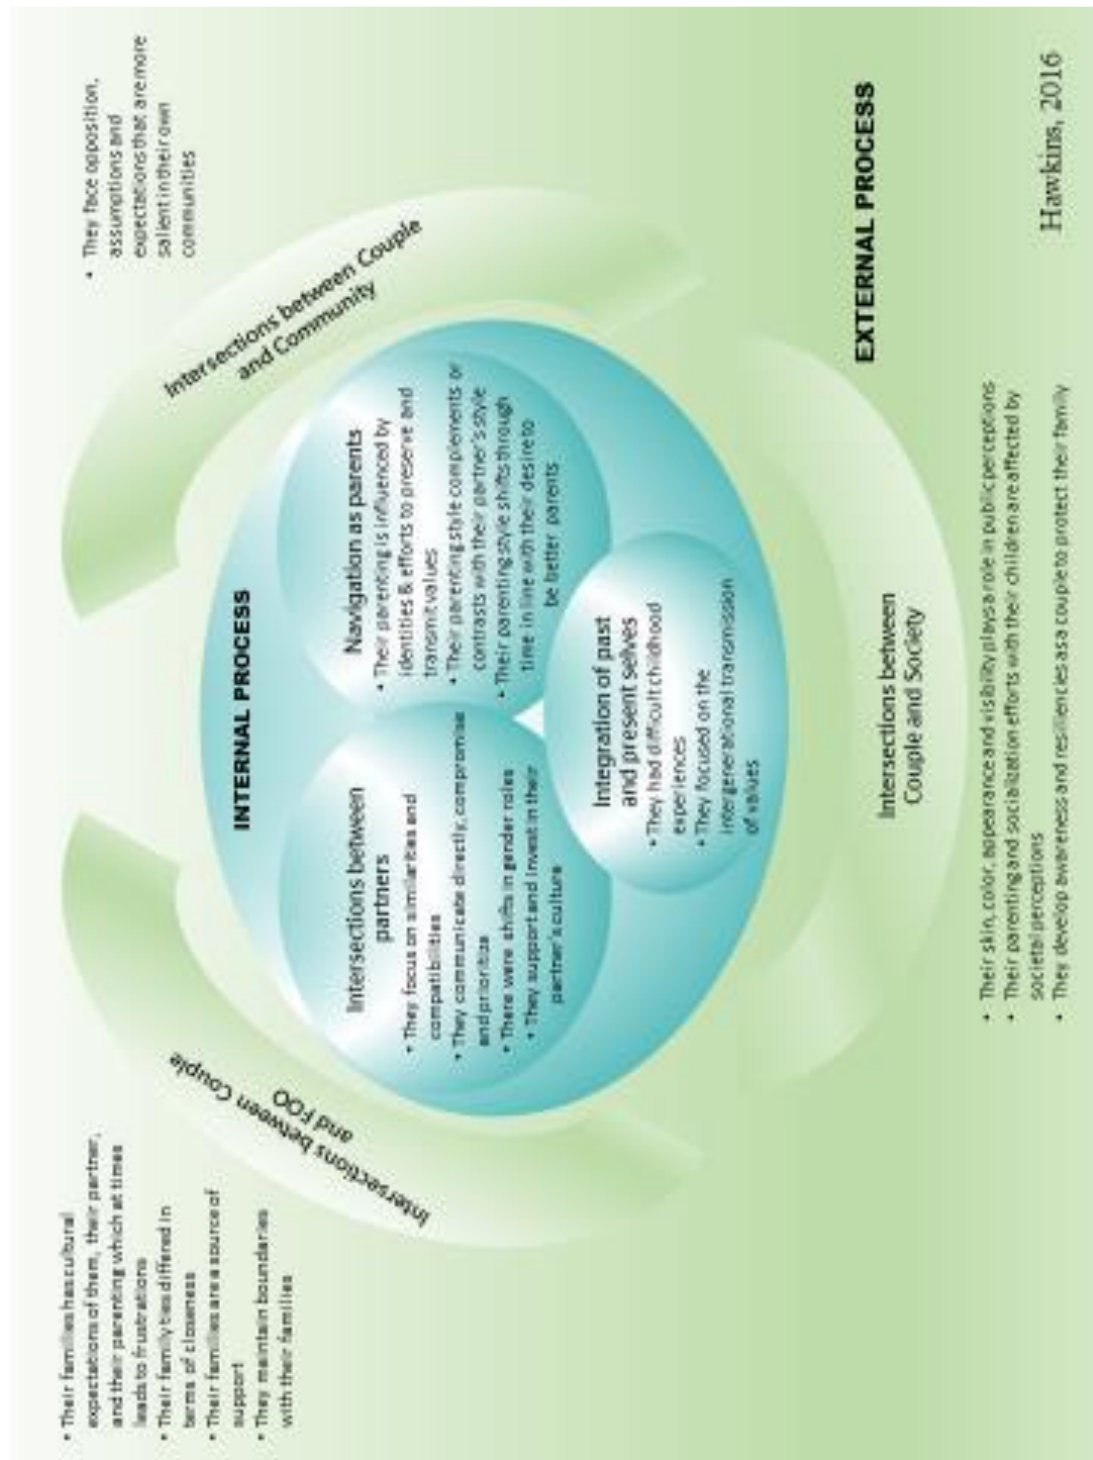 • Their families has cultural
expectations of them, their partner,
and their parenting which at times
leads to frustrations
• Their family ties differed in
terms of closeness
• Their families are a source of
support
• They maintain boundaries
with their families
Intersections between Couple
and FOO
• They face opposition,
assumptions and
expectations that are more
salient in their own
communities
Intersections between Couple
and Community
INTERNAL PROCESS
Intersections between
partners
• They focus on similarities and
compatibilities
• They communicate directly, compromise
and prioritize
• There were shifts in gender roles
• They support and invest in their
partner's culture
Navigation as parents
• Their parenting is influenced by
identities & efforts to preserve and
transmit values
• Their parenting style complements or
contrasts with their partner's style
• Their parenting style shifts through
time in line with their desire to
be better parents
Integration of past
and present selves
• They had difficult childhood
experiences
• They focused on the
intergenerational transmission
of values
Intersections between
Couple and Society
EXTERNAL PROCESS
• Their skin, color, appearance and visibility plays a role in public perceptions
• Their parenting and socialization efforts with their children are affected by
societal perceptions
• They develop awareness and resiliencies as a couple to protect their family
Hawkins, 2016